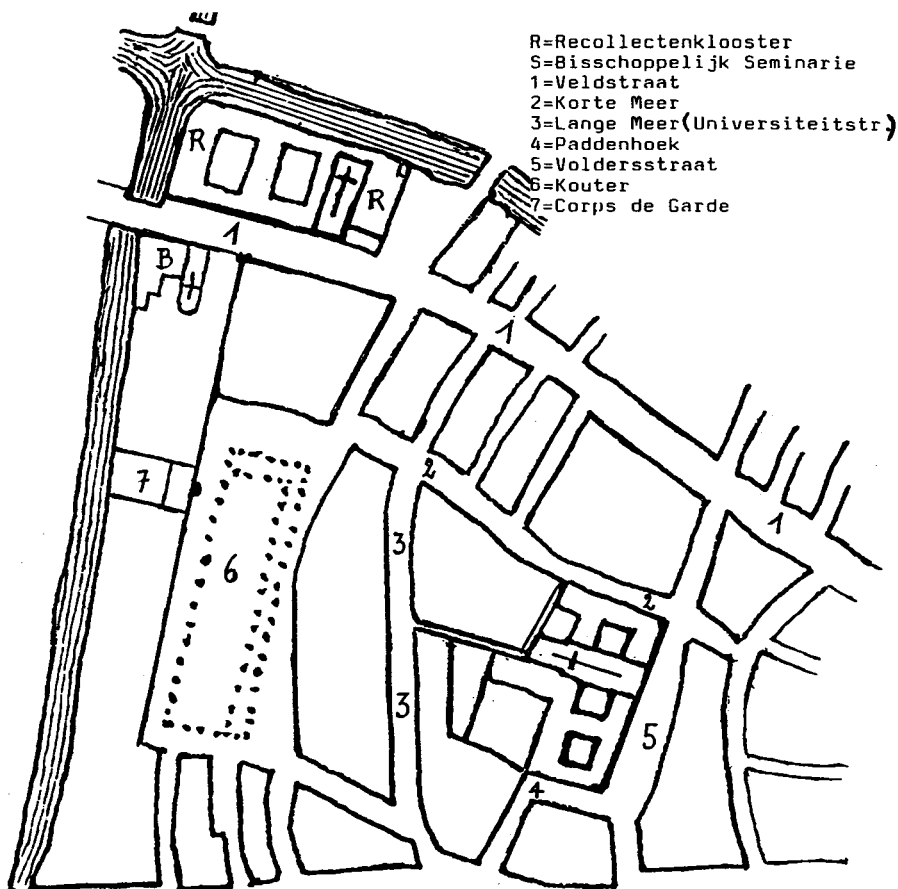 R=Recollectenklooster
S=Bisschoppelijk Seminarie
1=Veldstraat
2=Korte Meer
3=Lange Meer(Universiteitstr.)
4=Paddenhoek
5=Voldersstraat
6=Kouter
7=Corps de Garde
R
R
1
B
1
2
7
3
1
6
2
3
5
4